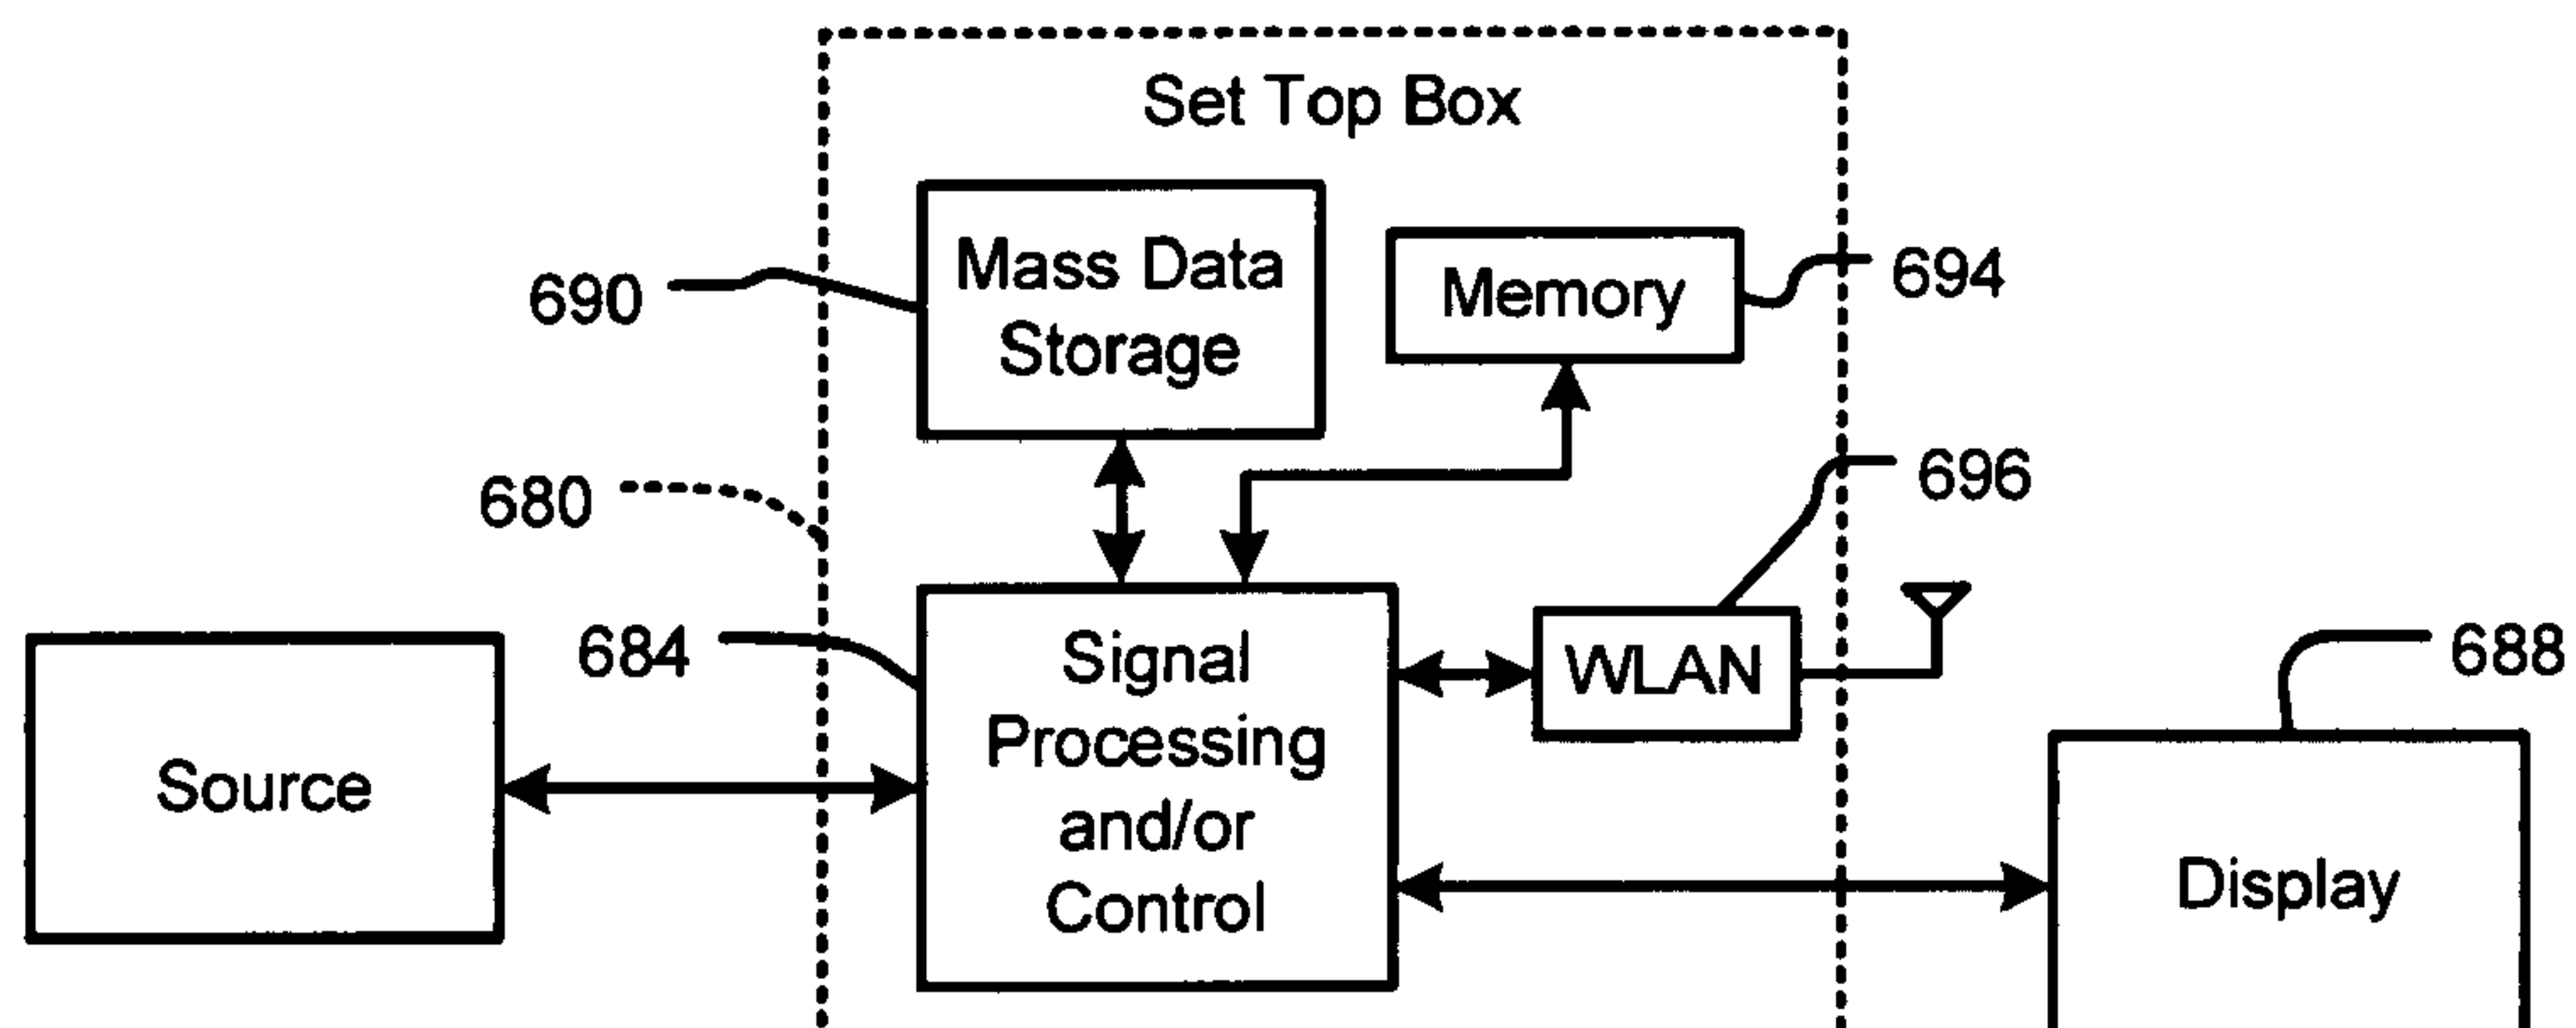 Set Top Box
690
Mass Data
Storage
Memory
694
680
696
684
Signal
Processing
and/or
Control
WLAN
688
Source
Display